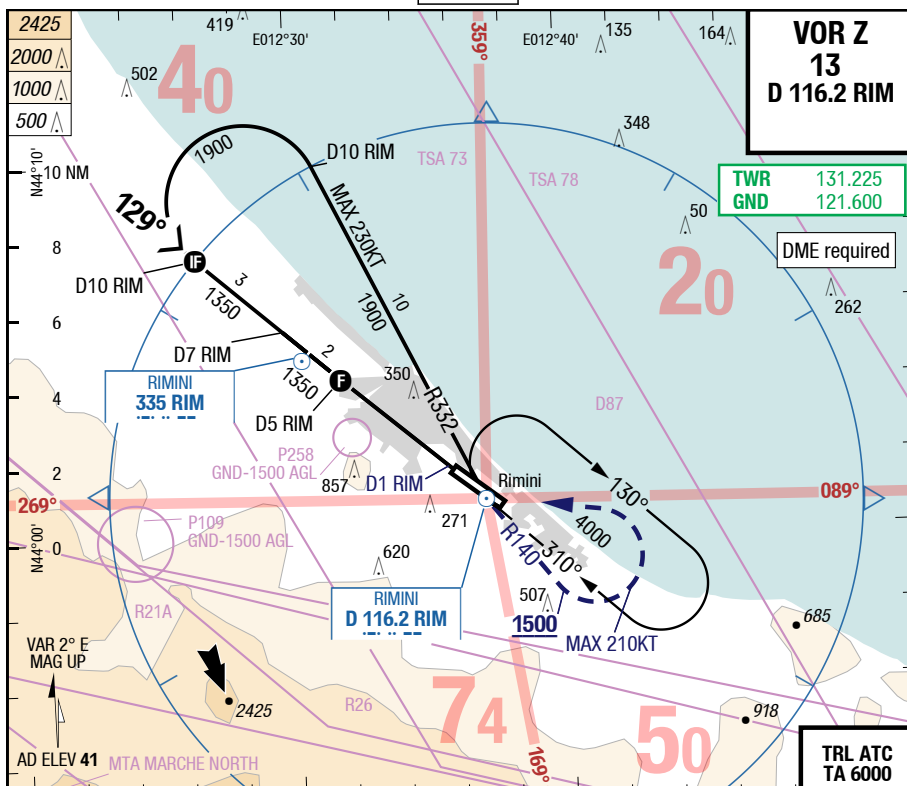 2425
2000
1000
500
419
E012°30'
359°
E012°40'
135
164
VOR Z
13
D 116.2 RIM
502
40
348
N44°10'
10 NM
1900
D10 RIM
TSA 73
TSA 78
TWR 131.225
GND 121.600
129°
MAX 230KT
50
DME required
8
D10 RIM
IF
3
1350
10
1900
20
262
6
D7 RIM
2
1350
RIMINI
335 RIM
F
350
4
D5 RIM
R332
D87
P258
GND-1500 AGL
2
857
D1 RIM
Rimini
130°
269°
089°
271
4000
P109
GND-1500 AGL
R140
310°
N44°00'
0
620
RIMINI
D 116.2 RIM
507
1500
MAX 210KT
685
R21A
VAR 2° E
MAG UP
2425
R26
74
50
918
AD ELEV 41
MTA MARCHE NORTH
169°
TRL ATC
TA 6000